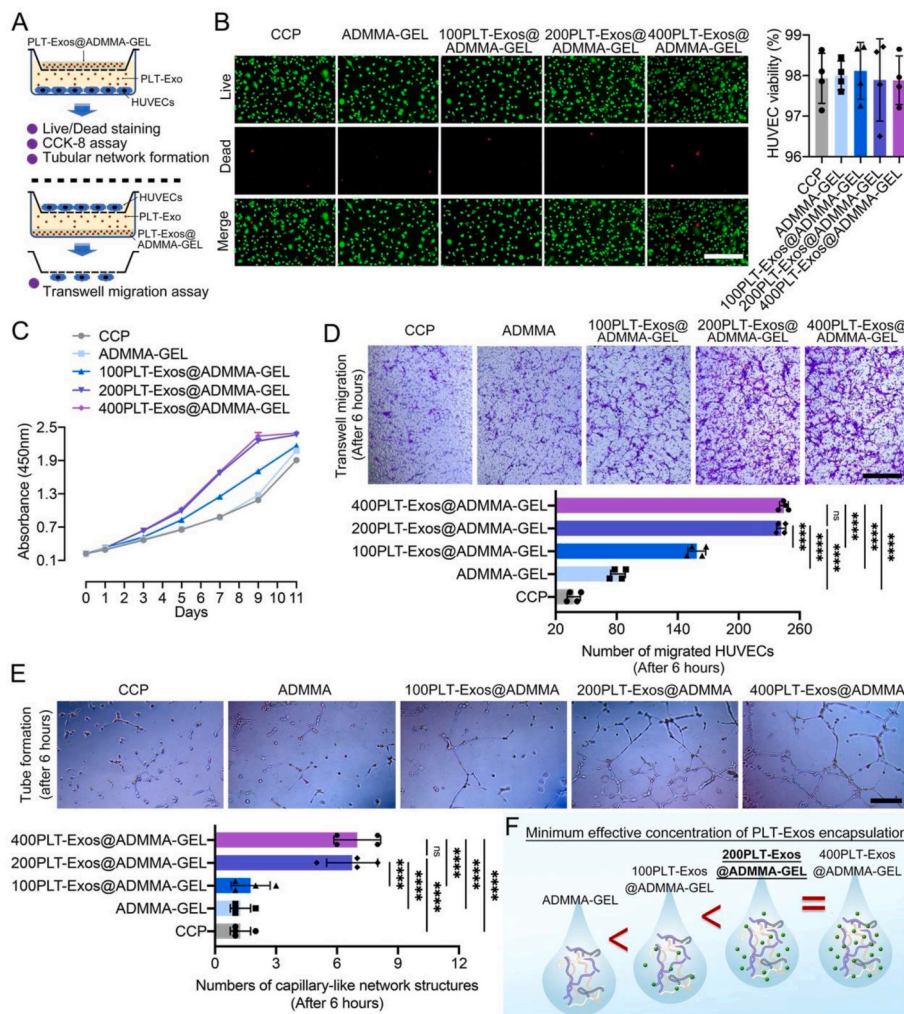 A
PLT-Exos@ADMMA-GEL
PLT-Exo
HUVECs
Live/Dead staining
CCK-8 assay
Tubular network formation
HUVECs
PLT-Exo
PLT-Exos@
ADMMA-GEL
Transwell migration assay
B
CCP
ADMMA-GEL
100PLT-Exos@
ADMMA-GEL
200PLT-Exos@
ADMMA-GEL
400PLT-Exos@
ADMMA-GEL
Live
Dead
Merge
HUVEC viability (%)
99
98
97
96
CCP
ADMMA-GEL
100PLT-Exos@ADMMA-GEL
200PLT-Exos@ADMMA-GEL
400PLT-Exos@ADMMA-GEL
C
CCP
ADMMA-GEL
100PLT-Exos@ADMMA-GEL
200PLT-Exos@ADMMA-GEL
400PLT-Exos@ADMMA-GEL
Absorbance (450nm)
2.5
1.9
1.3
0.7
0.1
0 1 2 3 4 5 6 7 8 9 10 11
Days
D
CCP
ADMMA
100PLT-Exos@
ADMMA-GEL
200PLT-Exos@
ADMMA-GEL
400PLT-Exos@
ADMMA-GEL
Transwell migration
(After 6 hours)
400PLT-Exos@ADMMA-GEL
200PLT-Exos@ADMMA-GEL
100PLT-Exos@ADMMA-GEL
ADMMA-GEL
CCP
****
****
****
ns
****
****
****
20 80 140 200 260
Number of migrated HUVECs
(After 6 hours)
E
CCP
ADMMA
100PLT-Exos@ADMMA
200PLT-Exos@ADMMA
400PLT-Exos@ADMMA
Tube formation
(after 6 hours)
400PLT-Exos@ADMMA-GEL
200PLT-Exos@ADMMA-GEL
100PLT-Exos@ADMMA-GEL
ADMMA-GEL
CCP
****
****
****
ns
****
****
****
0 3 6 9 12
Numbers of capillary-like network structures
(After 6 hours)
F
Minimum effective concentration of PLT-Exos encapsulation
ADMMA-GEL
<
100PLT-Exos
@ADMMA-GEL
<
200PLT-Exos
@ADMMA-GEL
=
400PLT-Exos
@ADMMA-GEL